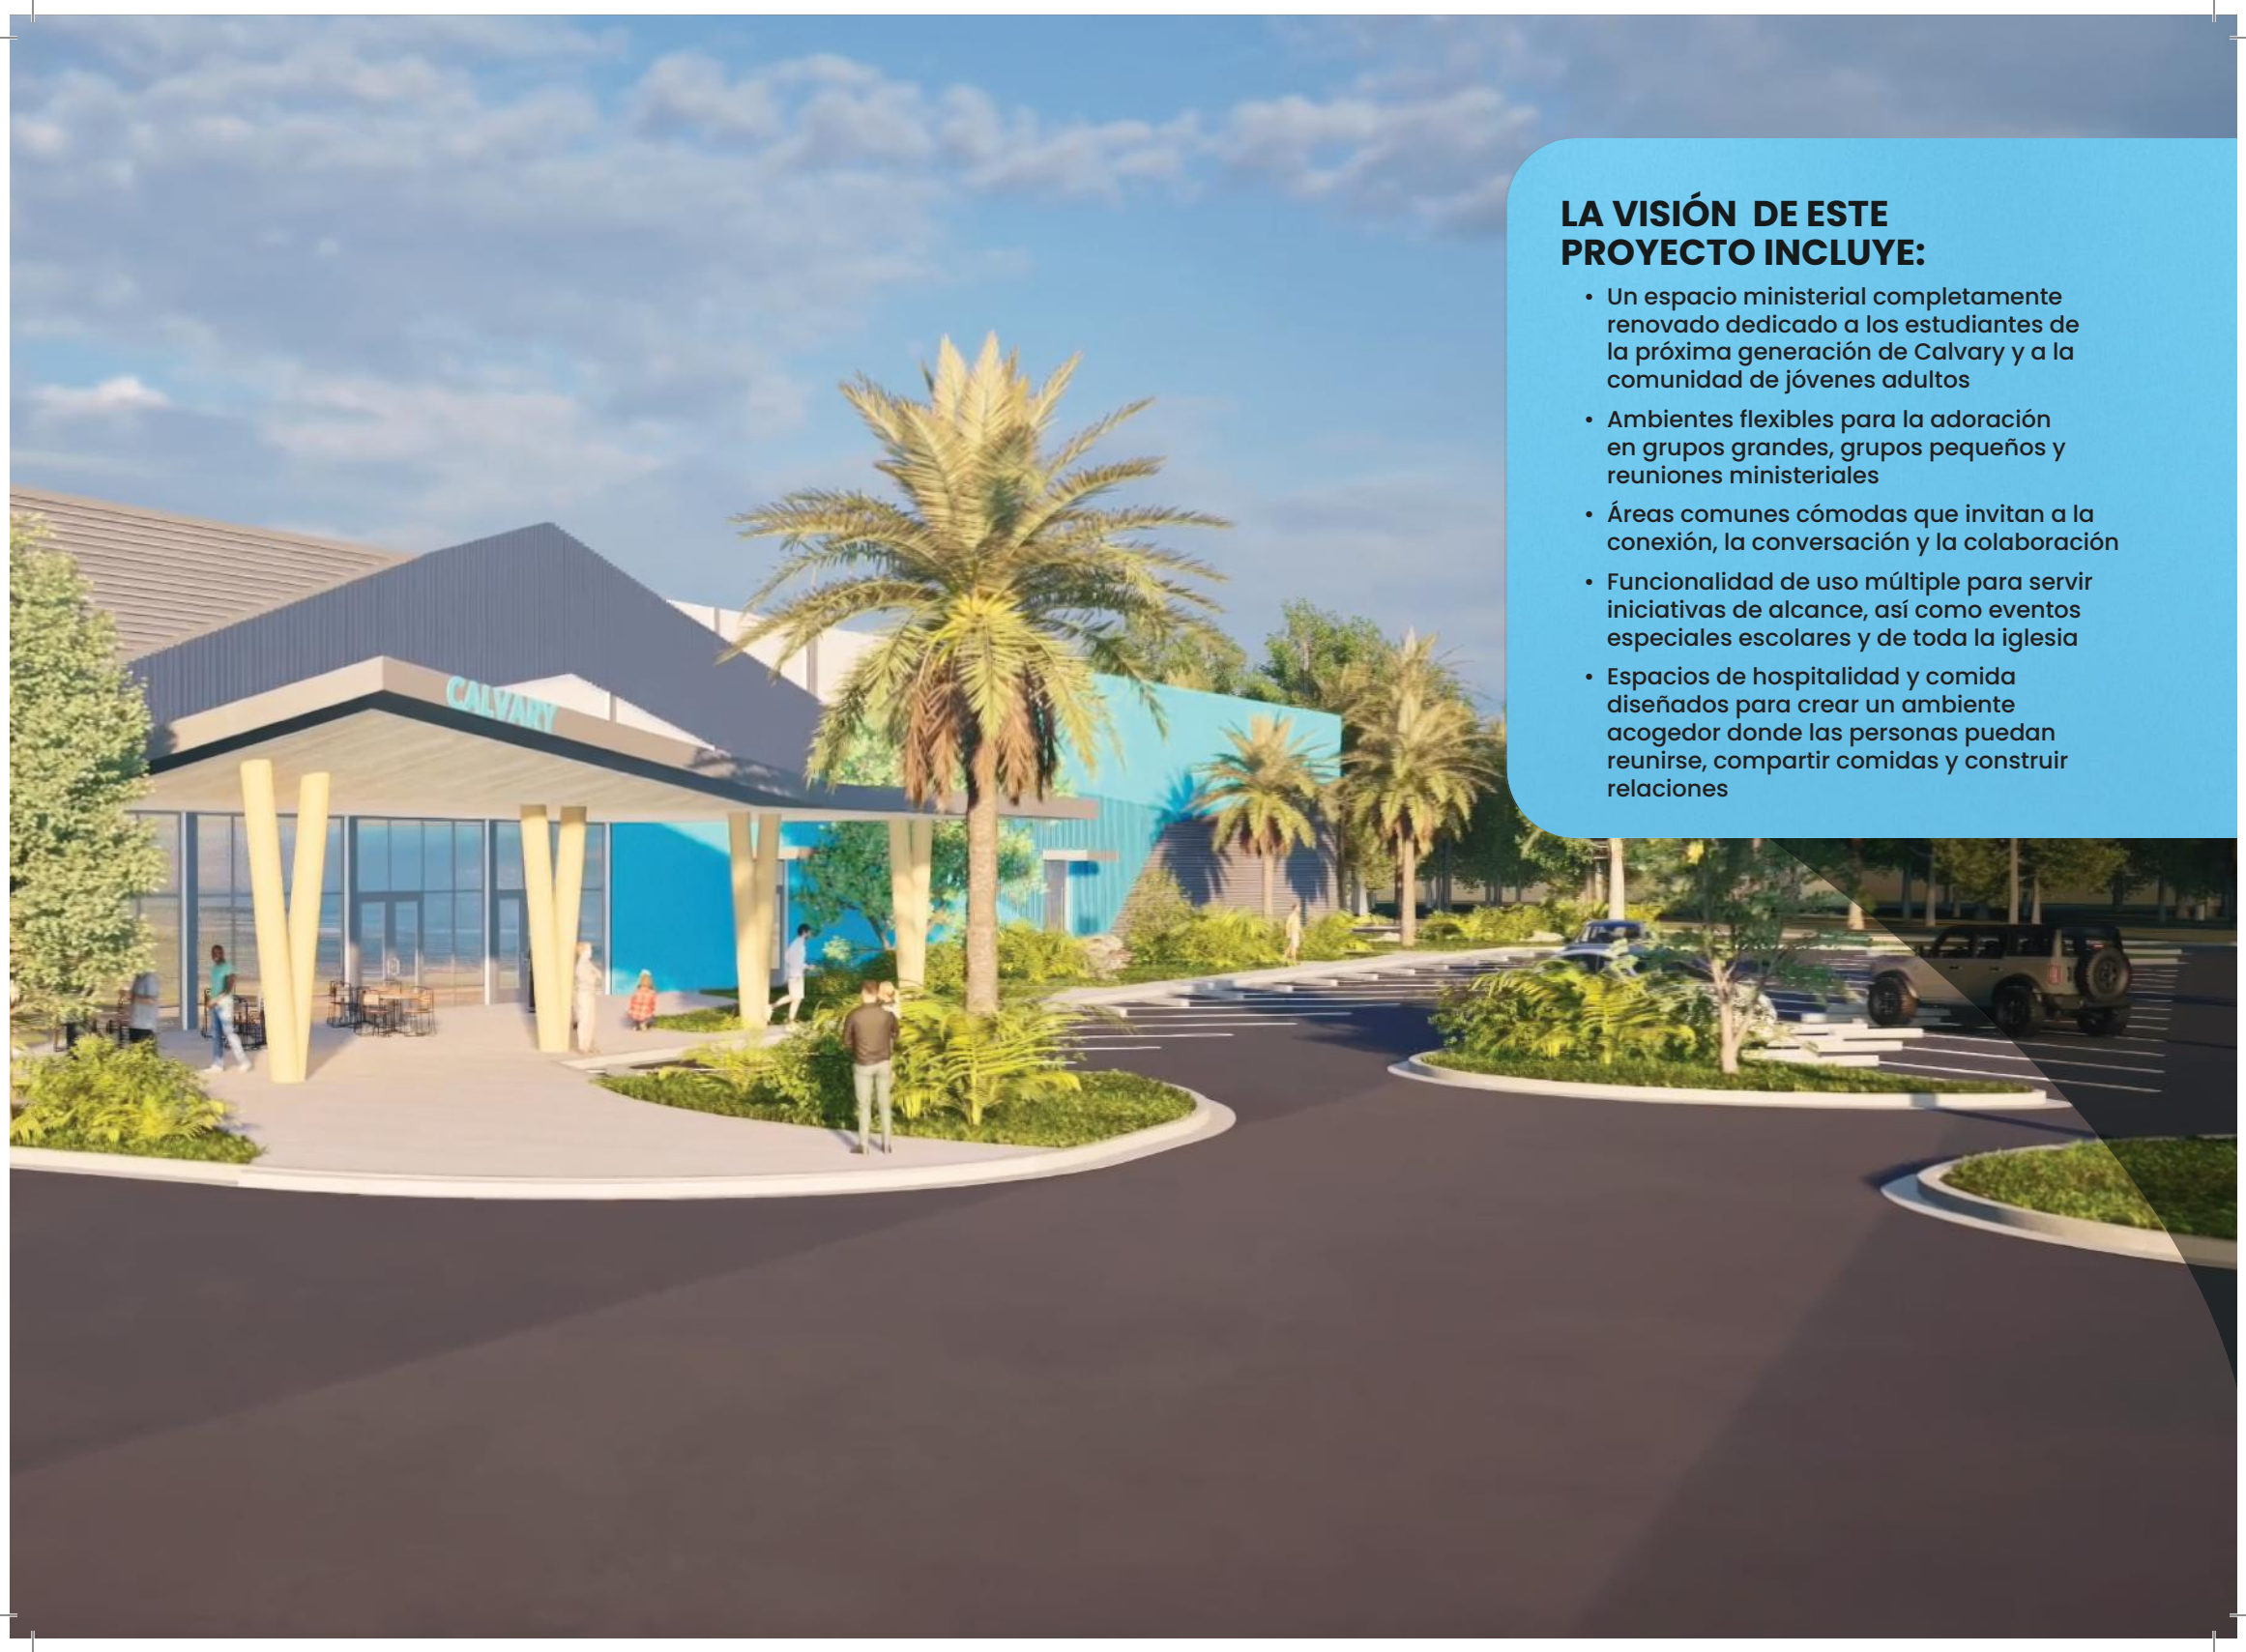 LA VISIÓN  DE ESTE
PROYECTO INCLUYE:
• Un espacio ministerial completamente
renovado dedicado a los estudiantes de
la próxima generación de Calvary y a la
comunidad de jóvenes adultos
• Ambientes flexibles para la adoración
en grupos grandes, grupos pequeños y
reuniones ministeriales
• Áreas comunes cómodas que invitan a la
conexión, la conversación y la colaboración
• Funcionalidad de uso múltiple para servir
iniciativas de alcance, así como eventos
especiales escolares y de toda la iglesia
• Espacios de hospitalidad y comida
diseñados para crear un ambiente
acogedor donde las personas puedan
reunirse, compartir comidas y construir
relaciones
CALVARY